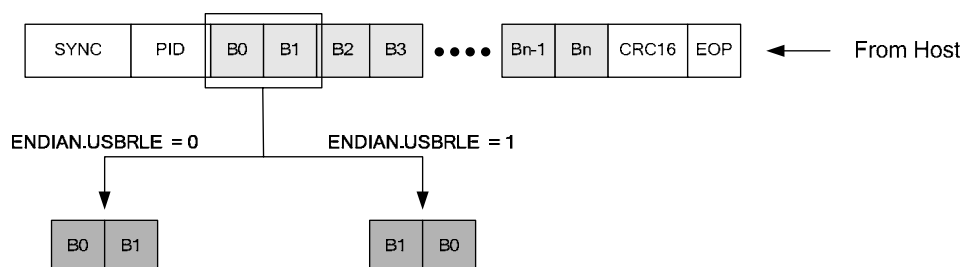 SYNC PID B0 B1 B2 B3 •••• Bn-1 Bn CRC16 EOP From Host
ENDIAN.USBRLE = 0 ENDIAN.USBRLE = 1
B0 B1 B1 B0